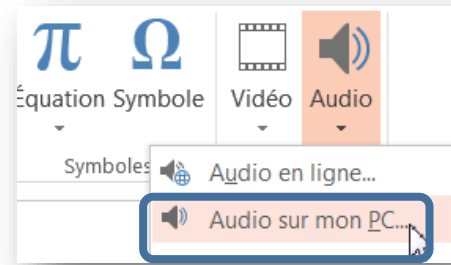 π Ω
Équation Symbole Vidéo Audio
Symboles
Audio en ligne...
Audio sur mon PC...